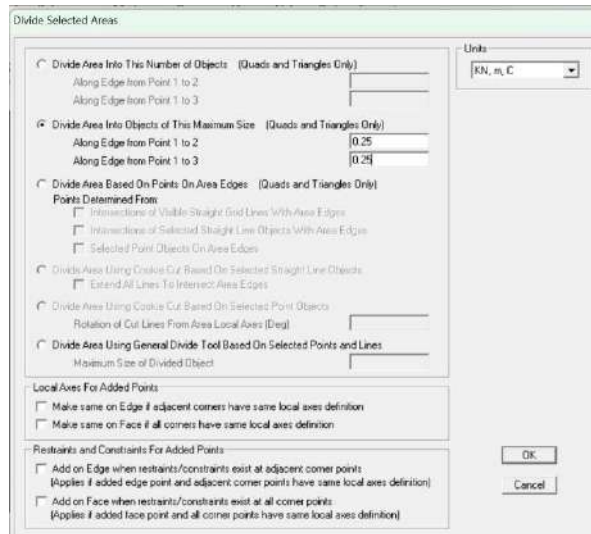 Divide Selected Areas
Divide Area Into This Number of Objects (Quads and Triangles Only)
Along Edge from Point 1 to 2
Along Edge from Point 1 to 3
Divide Area Into Objects of This Maximum Size (Quads and Triangles Only)
Along Edge from Point 1 to 2 0.25
Along Edge from Point 1 to 3 0.25
Divide Area Based On Points On Area Edges (Quads and Triangles Only)
Points Determined From:
Intersections of Visible Straight Grid Lines With Area Edges
Intersections of Selected Straight Line Objects With Area Edges
Selected Point Objects On Area Edges
Divide Area Using Cookie Cut Based On Selected Straight Line Objects
Extend All Lines To Intersect Area Edges
Divide Area Using Cookie Cut Based On Selected Point Objects
Rotation of Cut Lines From Area Local Axes (Deg)
Divide Area Using General Divide Tool Based On Selected Points and Lines
Maximum Size of Divided Object
Units
KN, m, C
Local Axes For Added Points
Make same on Edge if adjacent corners have same local axes definition
Make same on Face if all corners have same local axes definition
Restraints and Constraints For Added Points
Add on Edge when restraints/constraints exist at adjacent corner points
(Applies if added edge point and adjacent corner points have same local axes definition)
Add on Face when restraints/constraints exist at all corner points
(Applies if added face point and all corner points have same local axes definition)
OK
Cancel